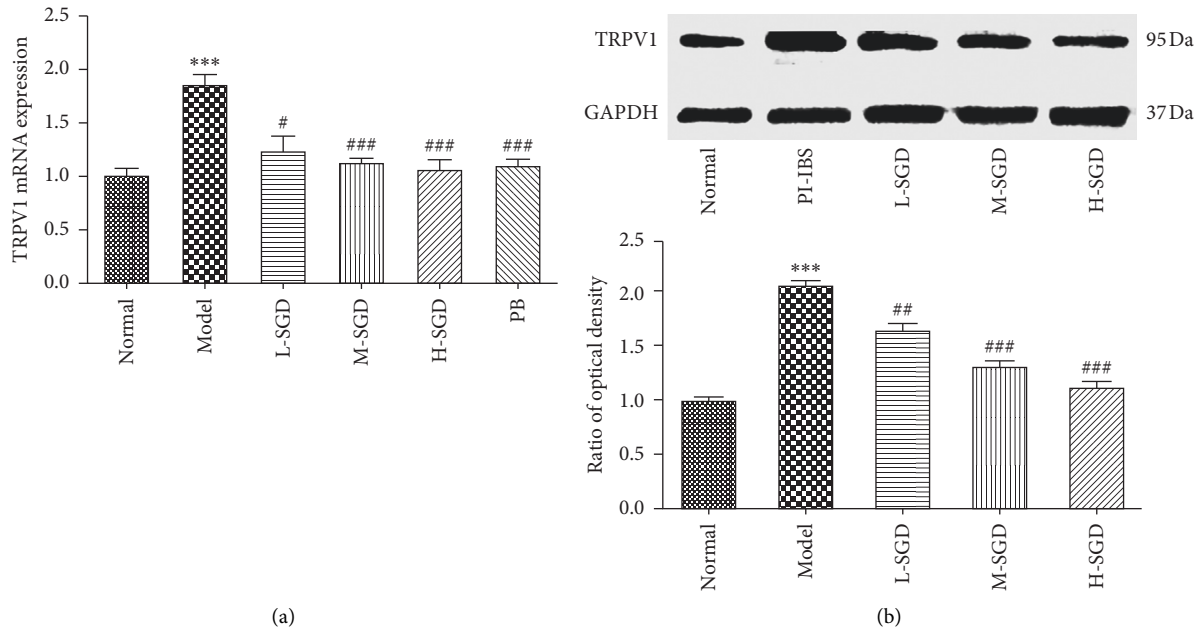 TRPV1 mRNA expression
2.5
2.0
1.5
1.0
0.5
0.0
***
#
###
###
###
Normal
Model
L-SGD
M-SGD
H-SGD
PB
(a)
TRPV1
95 Da
GAPDH
37 Da
Normal
PI-IBS
L-SGD
M-SGD
H-SGD
Ratio of optical density
2.5
2.0
1.5
1.0
0.5
0.0
***
##
###
###
Normal
Model
L-SGD
M-SGD
H-SGD
(b)